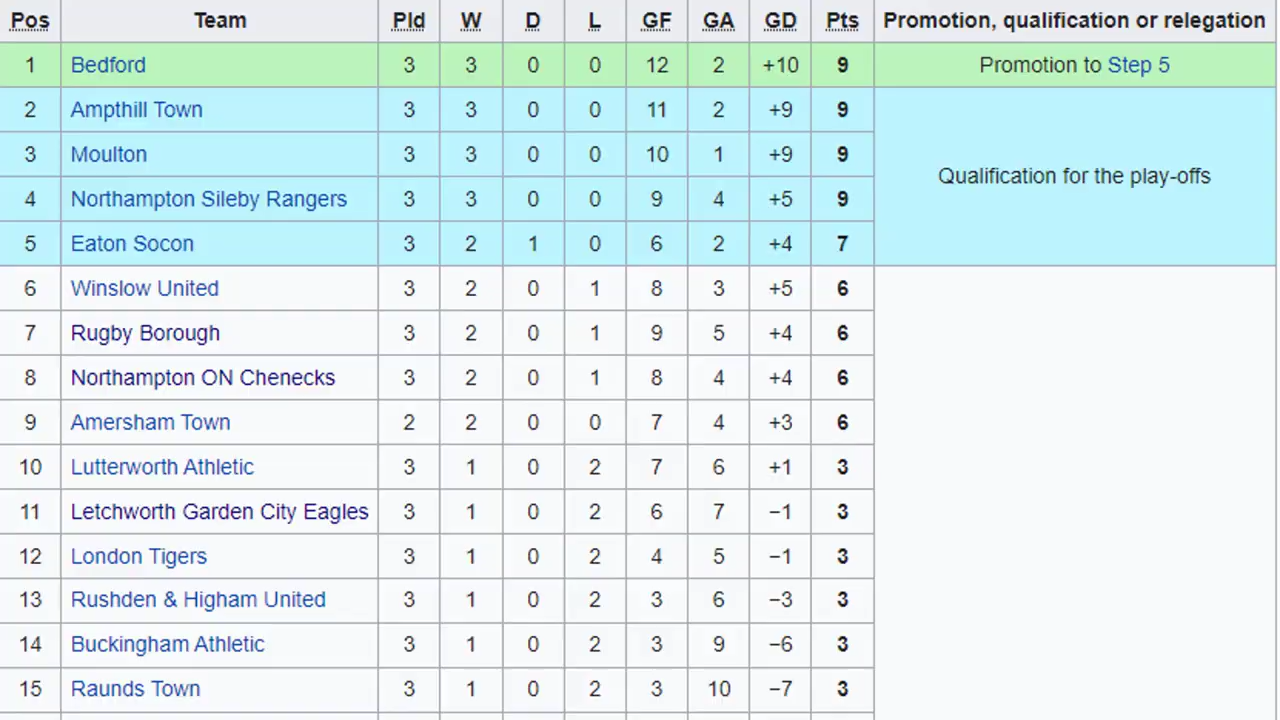 Pos Team Pld W D L GF GA GD Pts Promotion, qualification or relegation
1 Bedford 3 3 0 0 12 2 +10 9 Promotion to Step 5
2 Ampthill Town 3 3 0 0 11 2 +9 9
3 Moulton 3 3 0 0 10 1 +9 9
Qualification for the play-offs
4 Northampton Sileby Rangers 3 3 0 0 9 4 +5 9
5 Eaton Socon 3 2 1 0 6 2 +4 7
6 Winslow United 3 2 0 1 8 3 +5 6
7 Rugby Borough 3 2 0 1 9 5 +4 6
8 Northampton ON Chenecks 3 2 0 1 8 4 +4 6
9 Amersham Town 2 2 0 0 7 4 +3 6
10 Lutterworth Athletic 3 1 0 2 7 6 +1 3
11 Letchworth Garden City Eagles 3 1 0 2 6 7 −1 3
12 London Tigers 3 1 0 2 4 5 −1 3
13 Rushden & Higham United 3 1 0 2 3 6 −3 3
14 Buckingham Athletic 3 1 0 2 3 9 −6 3
15 Raunds Town 3 1 0 2 3 10 −7 3